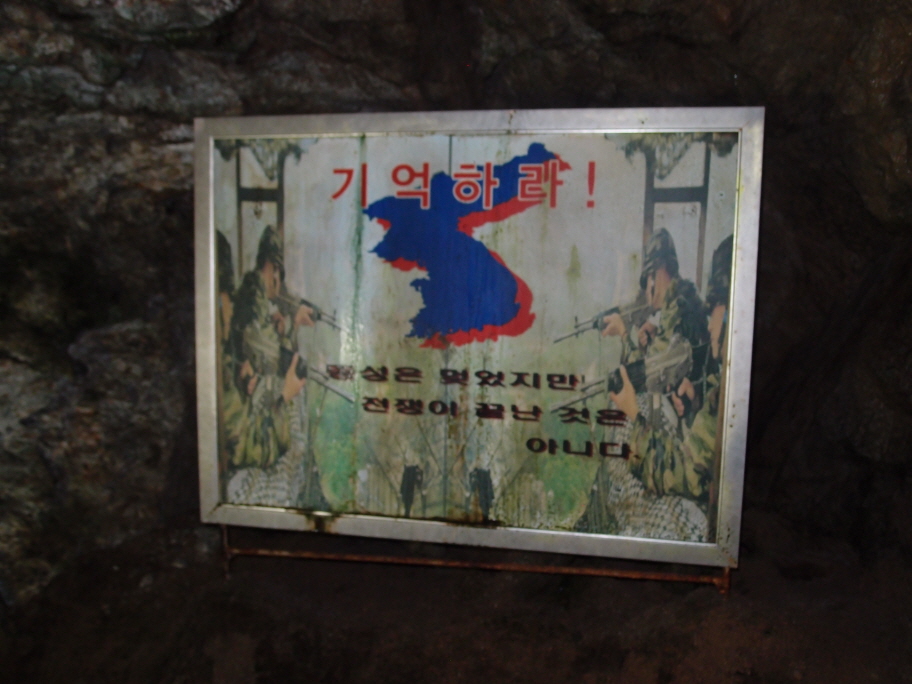 기억하라!
멎었지만
전쟁이 끝난 것은
아니다.